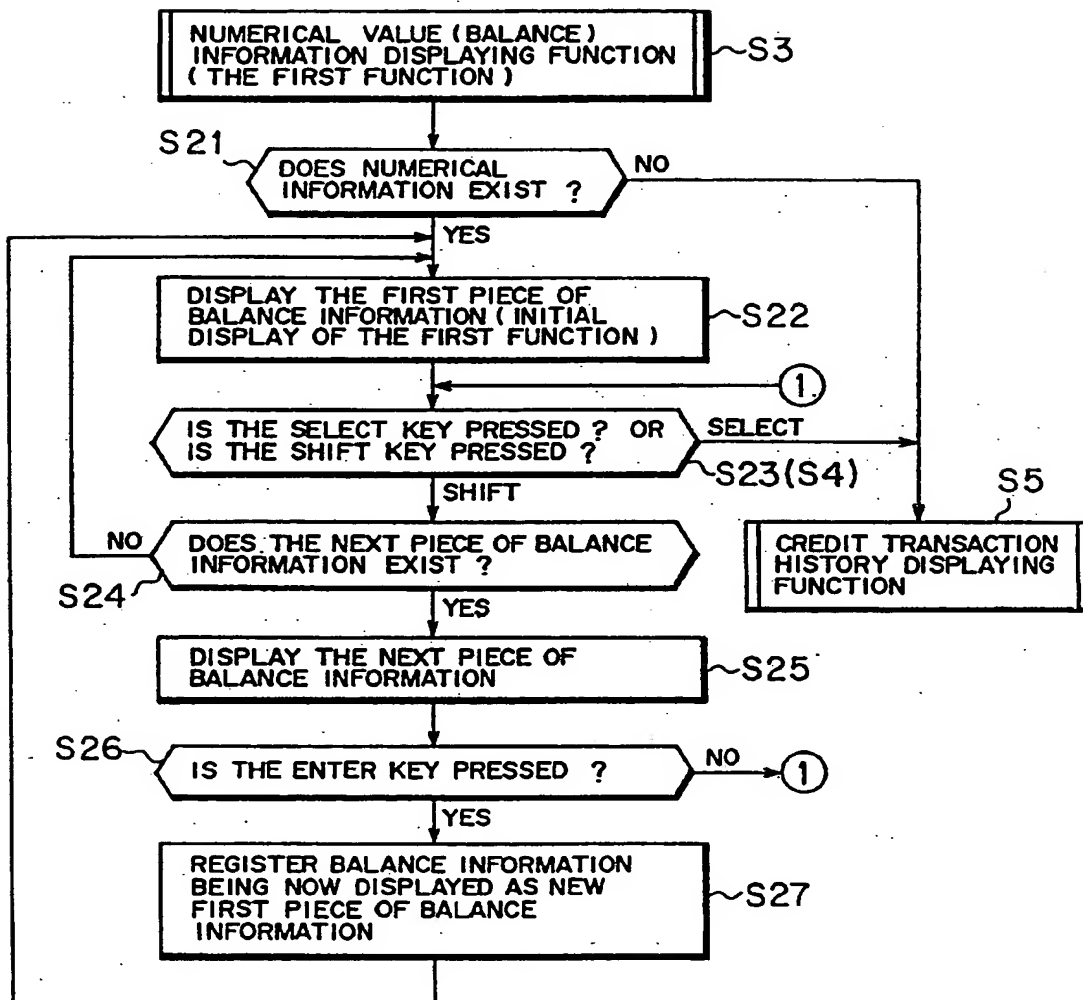 NUMERICAL VALUE (BALANCE)
INFORMATION DISPLAYING FUNCTION
(THE FIRST FUNCTION)
S3
S21
DOES NUMERICAL
INFORMATION EXIST ?
NO
YES
DISPLAY THE FIRST PIECE OF
BALANCE INFORMATION (INITIAL
DISPLAY OF THE FIRST FUNCTION)
S22
1
IS THE SELECT KEY PRESSED ? OR
IS THE SHIFT KEY PRESSED ?
SELECT
S23(S4)
SHIFT
S5
CREDIT TRANSACTION
HISTORY DISPLAYING
FUNCTION
NO
DOES THE NEXT PIECE OF BALANCE
INFORMATION EXIST ?
S24
YES
DISPLAY THE NEXT PIECE OF
BALANCE INFORMATION
S25
S26
IS THE ENTER KEY PRESSED ?
NO
1
YES
REGISTER BALANCE INFORMATION
BEING NOW DISPLAYED AS NEW
FIRST PIECE OF BALANCE
INFORMATION
S27